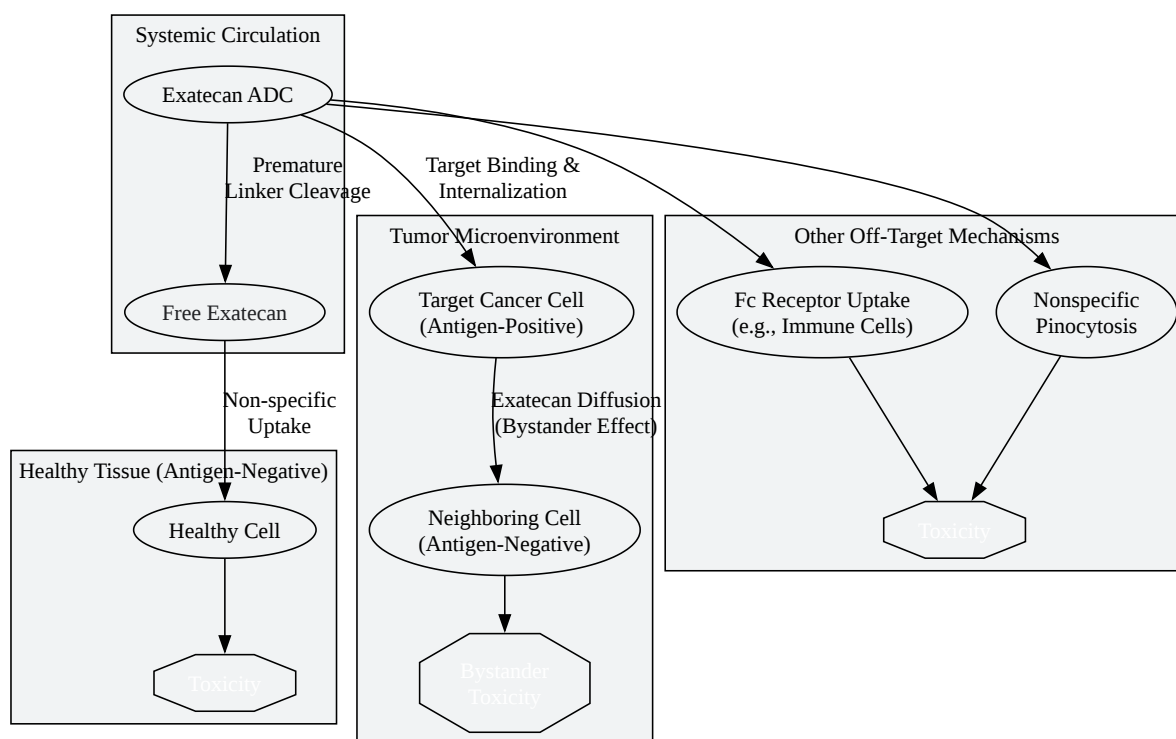 Systemic Circulation
Exatecan ADC
Premature
Linker Cleavage
Target Binding &
Internalization
Tumor Microenvironment
Other Off-Target Mechanisms
Free Exatecan
Target Cancer Cell
(Antigen-Positive)
Fc Receptor Uptake
(e.g., Immune Cells)
Nonspecific
Pinocytosis
Non-specific
Uptake
Exatecan Diffusion
(Bystander Effect)
Healthy Tissue (Antigen-Negative)
Healthy Cell
Neighboring Cell
(Antigen-Negative)
Toxicity
Toxicity
Bystander
Toxicity